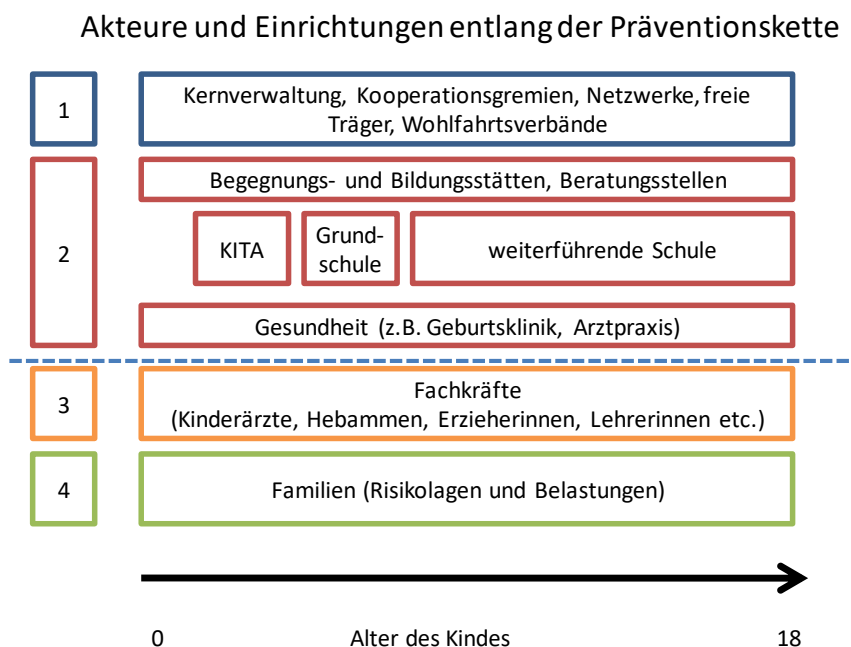 Akteure und Einrichtungen entlang der Präventionskette
1
Kernverwaltung, Kooperationsgremien, Netzwerke, freie
Träger, Wohlfahrtsverbände
2
Begegnungs- und Bildungsstätten, Beratungsstellen
KITA
Grund-
schule
weiterführende Schule
Gesundheit (z.B. Geburtsklinik, Arztpraxis)
3
Fachkräfte
(Kinderärzte, Hebammen, Erzieherinnen, Lehrerinnen etc.)
4
Familien (Risikolagen und Belastungen)
0 Alter des Kindes 18